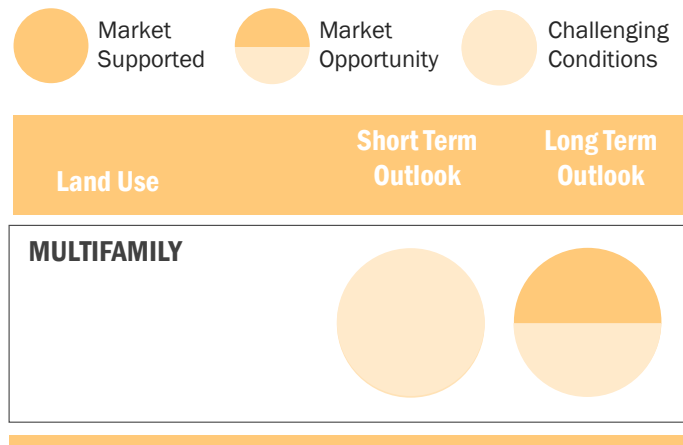 Market
Supported
Market
Opportunity
Challenging
Conditions
Land Use
Short Term
Outlook
Long Term
Outlook
MULTIFAMILY